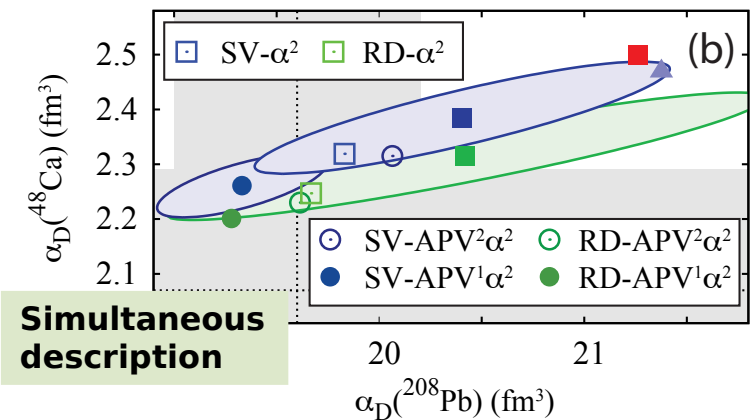 (b)
SV-α² RD-α²
2.5
2.4
2.3
2.2
2.1
α_D(⁴⁸Ca) (fm³)
SV-APV²α² RD-APV²α²
SV-APV¹α² RD-APV¹α²
Simultaneous
description
20 21
α_D(²⁰⁸Pb) (fm³)